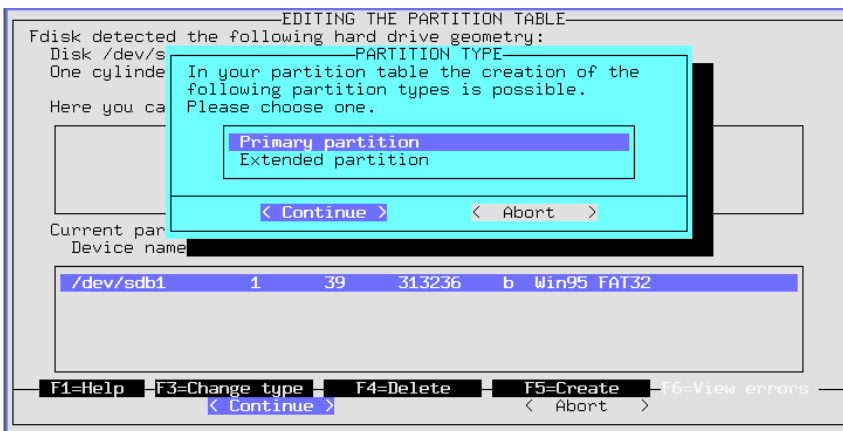 EDITING THE PARTITION TABLE
Fdisk detected the following hard drive geometry:
Disk /dev/s
One cylinde
Here you ca
PARTITION TYPE
In your partition table the creation of the
following partition types is possible.
Please choose one.
Primary partition
Extended partition
< Continue > < Abort >
Current par
Device name
/dev/sdb1 1 39 313236 b Win95 FAT32
F1=Help F3=Change type F4=Delete F5=Create F6=View errors
< Continue > < Abort >